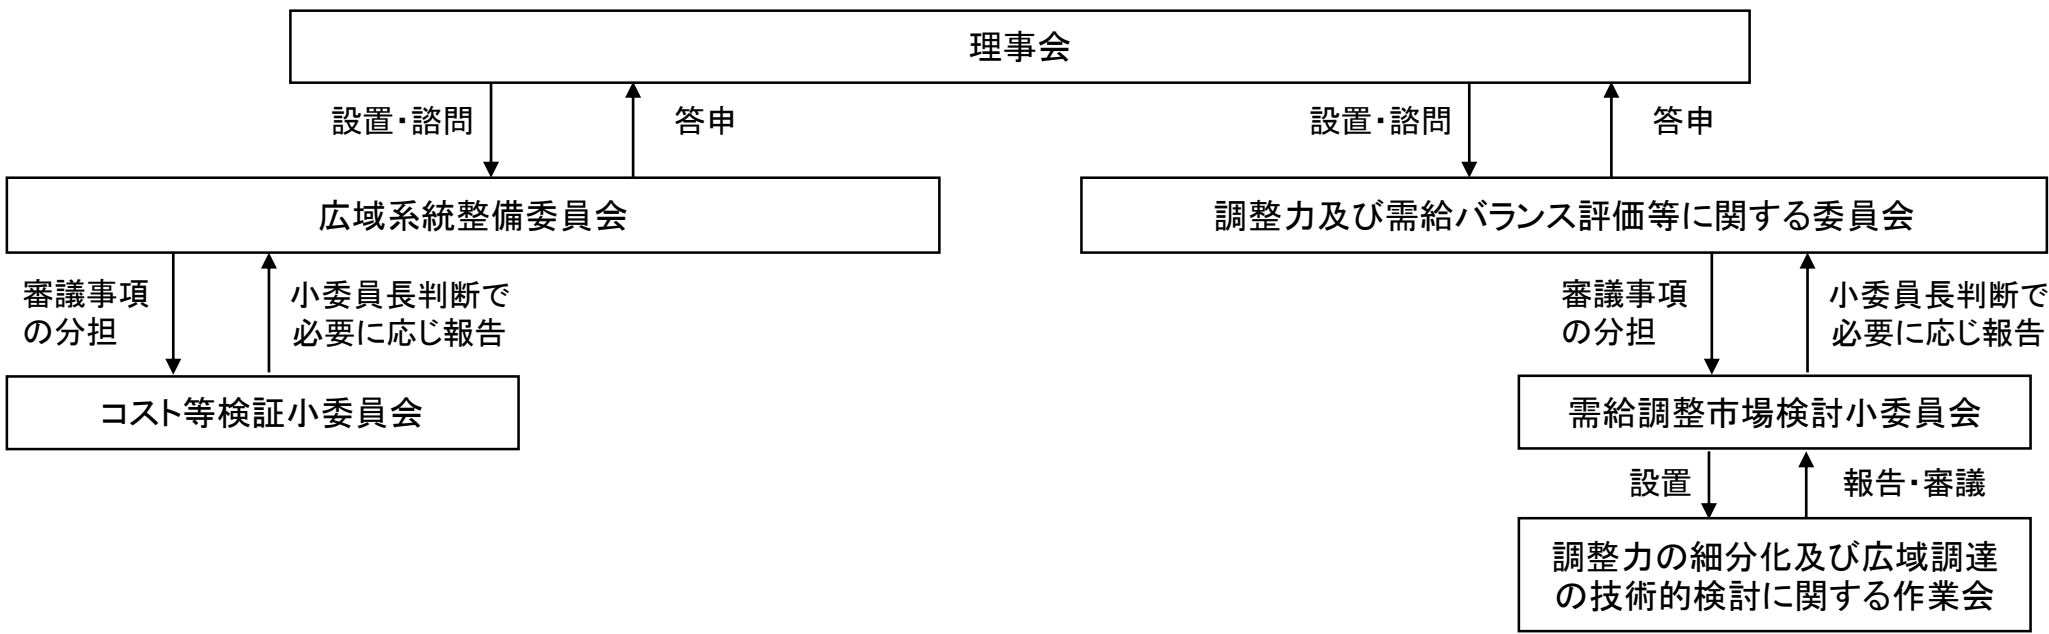 理事会
設置・諮問
答申
設置・諮問
答申
広域系統整備委員会
調整力及び需給バランス評価等に関する委員会
審議事項
の分担
小委員長判断で
必要に応じ報告
審議事項
の分担
小委員長判断で
必要に応じ報告
コスト等検証小委員会
需給調整市場検討小委員会
設置
報告・審議
調整力の細分化及び広域調達
の技術的検討に関する作業会